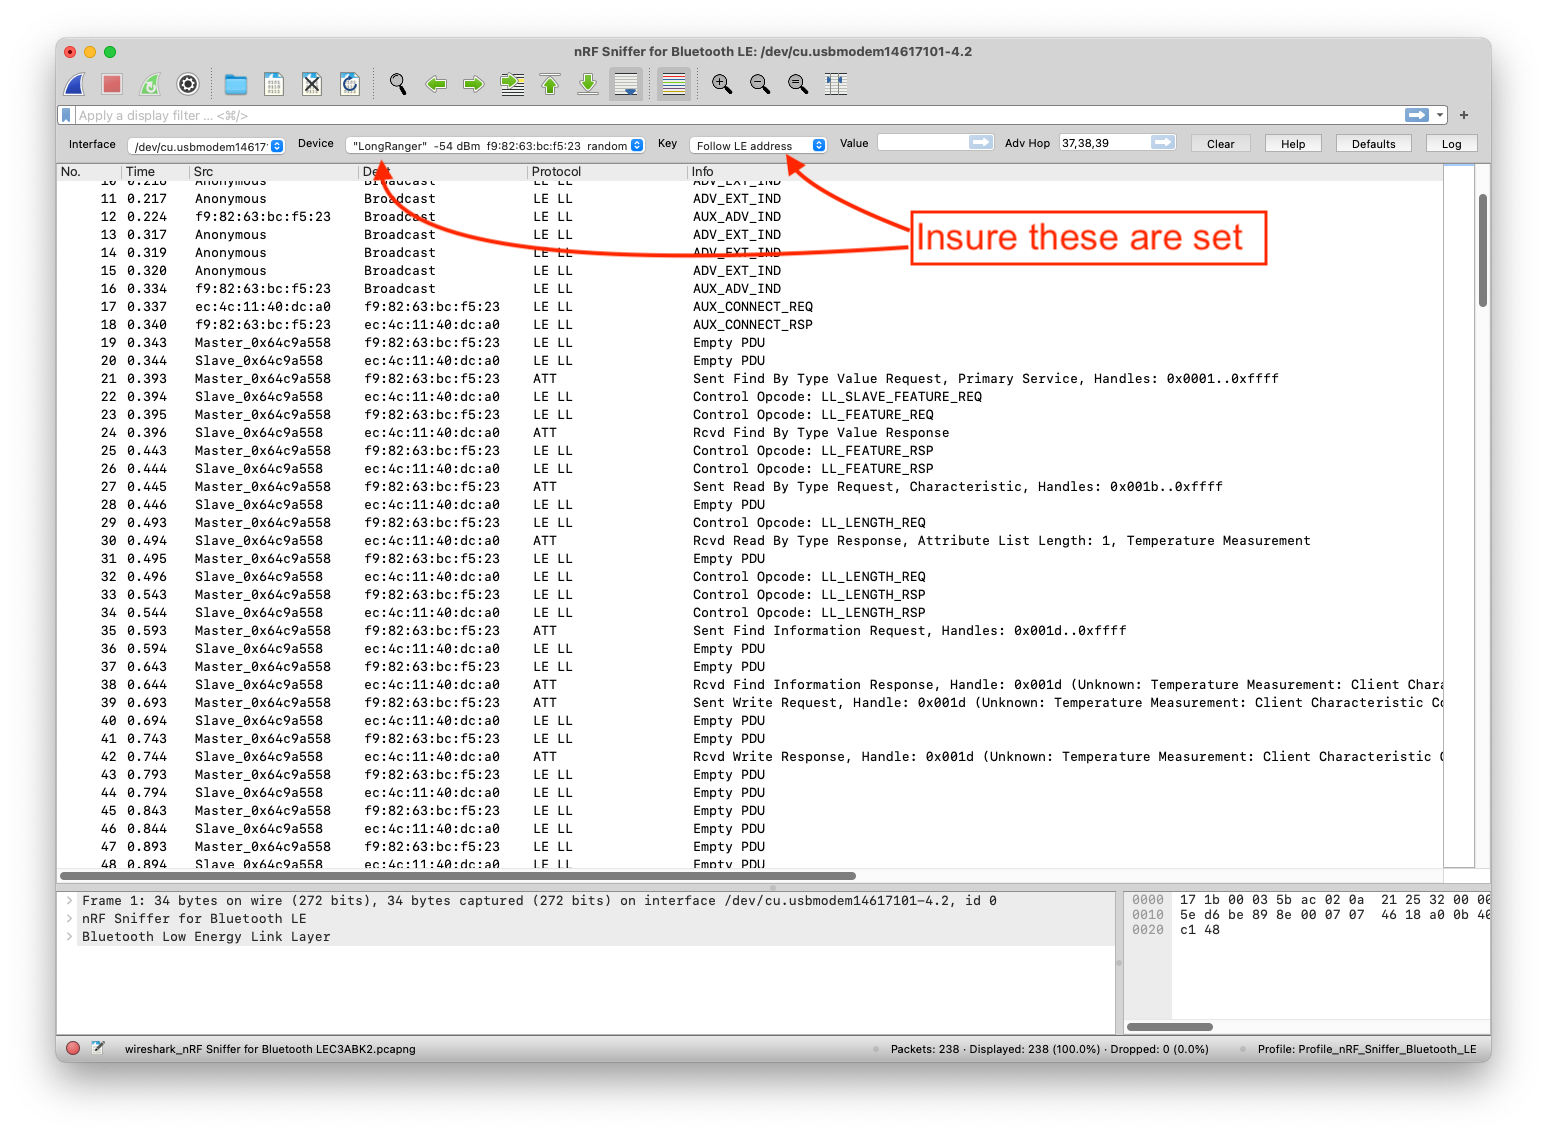 nRF Sniffer for Bluetooth LE: /dev/cu.usbmodem14617101-4.2
Apply a display filter ... <⌘/>
Interface /dev/cu.usbmodem14617 Device "LongRanger" -54 dBm f9:82:63:bc:f5:23 random Key Follow LE address Value Adv Hop 37,38,39 Clear Help Defaults Log
No. Time Src Dest Protocol Info
10 0.216 Anonymous Broadcast LE LL ADV_EXT_IND
11 0.217 Anonymous Broadcast LE LL ADV_EXT_IND
12 0.224 f9:82:63:bc:f5:23 Broadcast LE LL AUX_ADV_IND
13 0.317 Anonymous Broadcast LE LL ADV_EXT_IND
Insure these are set
14 0.319 Anonymous Broadcast LE LL ADV_EXT_IND
15 0.320 Anonymous Broadcast LE LL ADV_EXT_IND
16 0.334 f9:82:63:bc:f5:23 Broadcast LE LL AUX_ADV_IND
17 0.337 ec:4c:11:40:dc:a0 f9:82:63:bc:f5:23 LE LL AUX_CONNECT_REQ
18 0.340 f9:82:63:bc:f5:23 ec:4c:11:40:dc:a0 LE LL AUX_CONNECT_RSP
19 0.343 Master_0x64c9a558 f9:82:63:bc:f5:23 LE LL Empty PDU
20 0.344 Slave_0x64c9a558 ec:4c:11:40:dc:a0 LE LL Empty PDU
21 0.393 Master_0x64c9a558 f9:82:63:bc:f5:23 ATT Sent Find By Type Value Request, Primary Service, Handles: 0x0001..0xffff
22 0.394 Slave_0x64c9a558 ec:4c:11:40:dc:a0 LE LL Control Opcode: LL_SLAVE_FEATURE_REQ
23 0.395 Master_0x64c9a558 f9:82:63:bc:f5:23 LE LL Control Opcode: LL_FEATURE_REQ
24 0.396 Slave_0x64c9a558 ec:4c:11:40:dc:a0 ATT Rcvd Find By Type Value Response
25 0.443 Master_0x64c9a558 f9:82:63:bc:f5:23 LE LL Control Opcode: LL_FEATURE_RSP
26 0.444 Slave_0x64c9a558 ec:4c:11:40:dc:a0 LE LL Control Opcode: LL_FEATURE_RSP
27 0.445 Master_0x64c9a558 f9:82:63:bc:f5:23 ATT Sent Read By Type Request, Characteristic, Handles: 0x001b..0xffff
28 0.446 Slave_0x64c9a558 ec:4c:11:40:dc:a0 LE LL Empty PDU
29 0.493 Master_0x64c9a558 f9:82:63:bc:f5:23 LE LL Control Opcode: LL_LENGTH_REQ
30 0.494 Slave_0x64c9a558 ec:4c:11:40:dc:a0 ATT Rcvd Read By Type Response, Attribute List Length: 1, Temperature Measurement
31 0.495 Master_0x64c9a558 f9:82:63:bc:f5:23 LE LL Empty PDU
32 0.496 Slave_0x64c9a558 ec:4c:11:40:dc:a0 LE LL Control Opcode: LL_LENGTH_REQ
33 0.543 Master_0x64c9a558 f9:82:63:bc:f5:23 LE LL Control Opcode: LL_LENGTH_RSP
34 0.544 Slave_0x64c9a558 ec:4c:11:40:dc:a0 LE LL Control Opcode: LL_LENGTH_RSP
35 0.593 Master_0x64c9a558 f9:82:63:bc:f5:23 ATT Sent Find Information Request, Handles: 0x001d..0xffff
36 0.594 Slave_0x64c9a558 ec:4c:11:40:dc:a0 LE LL Empty PDU
37 0.643 Master_0x64c9a558 f9:82:63:bc:f5:23 LE LL Empty PDU
38 0.644 Slave_0x64c9a558 ec:4c:11:40:dc:a0 ATT Rcvd Find Information Response, Handle: 0x001d (Unknown: Temperature Measurement: Client Chara
39 0.693 Master_0x64c9a558 f9:82:63:bc:f5:23 ATT Sent Write Request, Handle: 0x001d (Unknown: Temperature Measurement: Client Characteristic Co
40 0.694 Slave_0x64c9a558 ec:4c:11:40:dc:a0 LE LL Empty PDU
41 0.743 Master_0x64c9a558 f9:82:63:bc:f5:23 LE LL Empty PDU
42 0.744 Slave_0x64c9a558 ec:4c:11:40:dc:a0 ATT Rcvd Write Response, Handle: 0x001d (Unknown: Temperature Measurement: Client Characteristic C
43 0.793 Master_0x64c9a558 f9:82:63:bc:f5:23 LE LL Empty PDU
44 0.794 Slave_0x64c9a558 ec:4c:11:40:dc:a0 LE LL Empty PDU
45 0.843 Master_0x64c9a558 f9:82:63:bc:f5:23 LE LL Empty PDU
46 0.844 Slave_0x64c9a558 ec:4c:11:40:dc:a0 LE LL Empty PDU
47 0.893 Master_0x64c9a558 f9:82:63:bc:f5:23 LE LL Empty PDU
48 0.894 Slave_0x64c9a558 ec:4c:11:40:dc:a0 LE LL Empty PDU
Frame 1: 34 bytes on wire (272 bits), 34 bytes captured (272 bits) on interface /dev/cu.usbmodem14617101-4.2, id 0
nRF Sniffer for Bluetooth LE
Bluetooth Low Energy Link Layer
0000 17 1b 00 03 5b ac 02 0a 21 25 32 00 00
0010 5e d6 be 89 8e 00 07 07 46 18 a0 0b 40
0020 c1 48
wireshark_nRF Sniffer for Bluetooth LEC3ABK2.pcapng
Packets: 238 · Displayed: 238 (100.0%) · Dropped: 0 (0.0%)
Profile: Profile_nRF_Sniffer_Bluetooth_LE